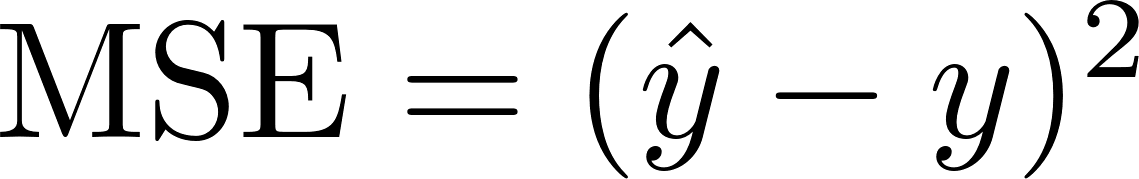 MSE = (ŷ − y)²